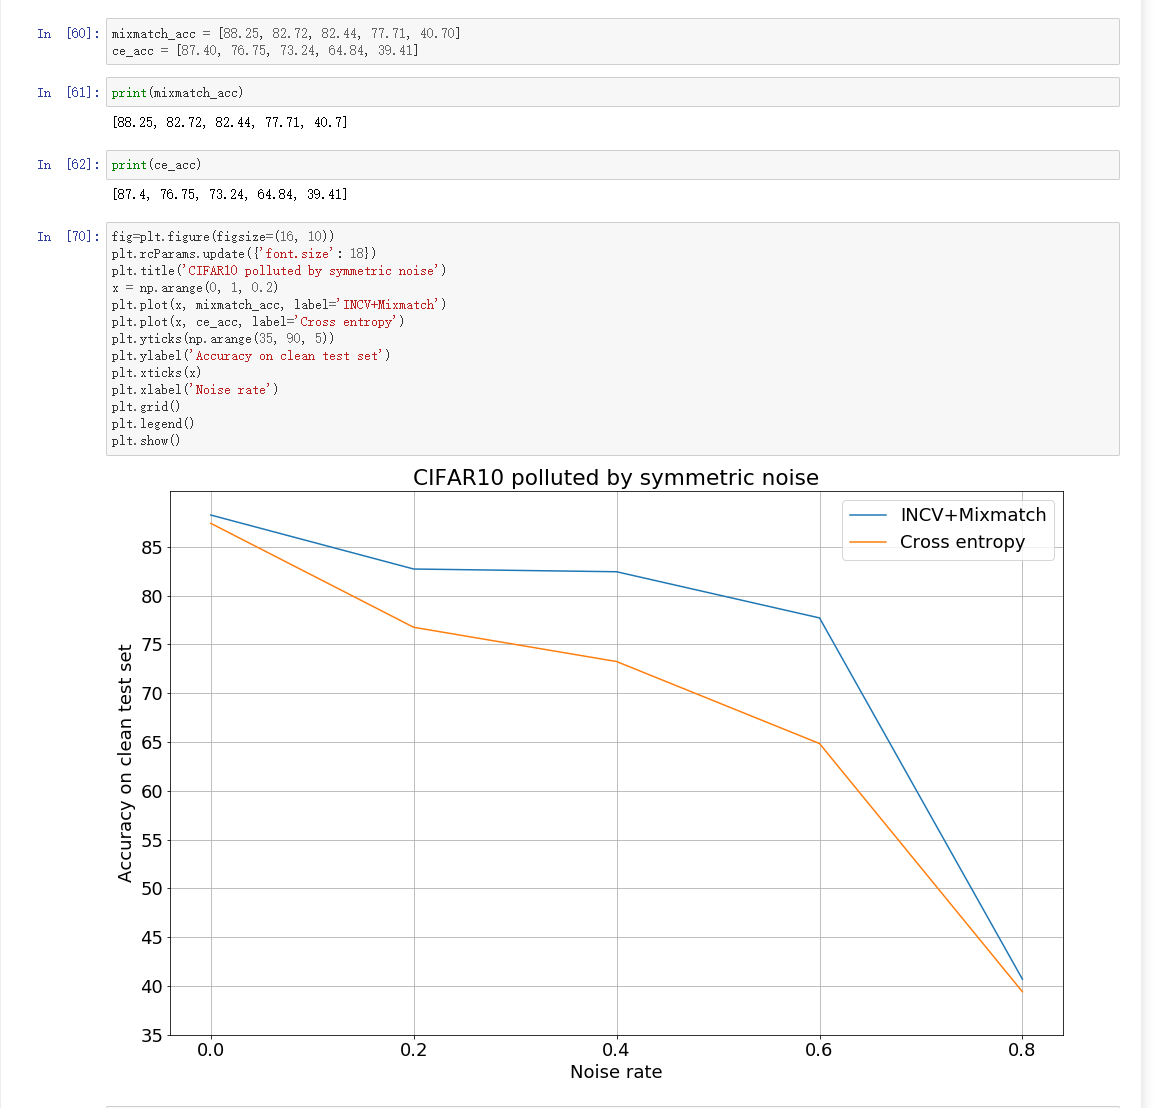 In [60]: mixmatch_acc = [88.25, 82.72, 82.44, 77.71, 40.70]
ce_acc = [87.40, 76.75, 73.24, 64.84, 39.41]
In [61]: print(mixmatch_acc)
[88.25, 82.72, 82.44, 77.71, 40.7]
In [62]: print(ce_acc)
[87.4, 76.75, 73.24, 64.84, 39.41]
In [70]: fig=plt.figure(figsize=(16, 10))
plt.rcParams.update({'font.size': 18})
plt.title('CIFAR10 polluted by symmetric noise')
x = np.arange(0, 1, 0.2)
plt.plot(x, mixmatch_acc, label='INCV+Mixmatch')
plt.plot(x, ce_acc, label='Cross entropy')
plt.yticks(np.arange(35, 90, 5))
plt.ylabel('Accuracy on clean test set')
plt.xticks(x)
plt.xlabel('Noise rate')
plt.grid()
plt.legend()
plt.show()
CIFAR10 polluted by symmetric noise
INCV+Mixmatch
Cross entropy
85
80
75
70
65
60
55
50
45
40
35
Accuracy on clean test set
0.0 0.2 0.4 0.6 0.8
Noise rate